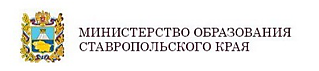 МИНИСТЕРСТВО ОБРАЗОВАНИЯ
СТАВРОПОЛЬСКОГО КРАЯ